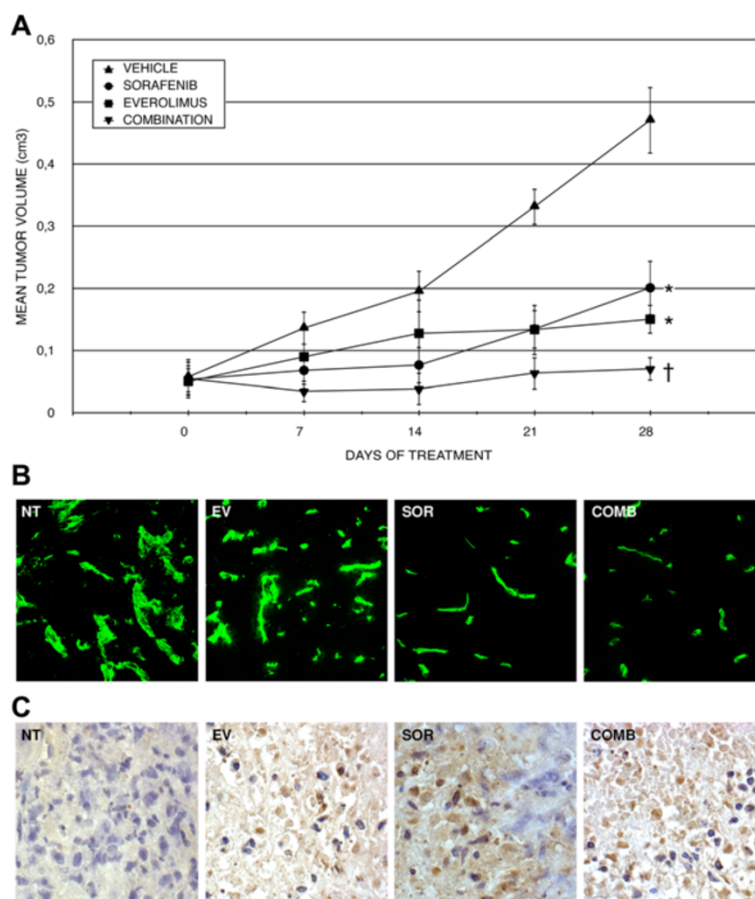 A
0,6
0,5
0,4
0,3
0,2
0,1
0
MEAN TUMOR VOLUME (cm3)
VEHICLE
SORAFENIB
EVEROLIMUS
COMBINATION
*
*
†
0 7 14 21 28
DAYS OF TREATMENT
B
NT EV SOR COMB
C
NT EV SOR COMB